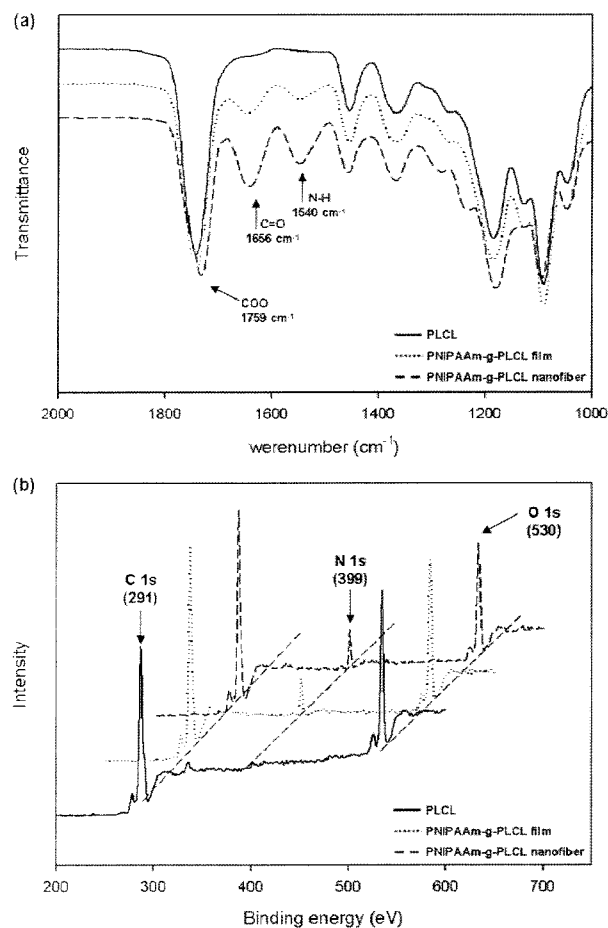 (a)
Transmittance
N-H
1540 cm-1
C=O
1656 cm-1
COO
1759 cm-1
PLCL
PNIPAAm-g-PLCL film
PNIPAAm-g-PLCL nanofiber
2000 1800 1600 1400 1200 1000
werenumber (cm-1)
(b)
O 1s
(530)
N 1s
(399)
C 1s
(291)
Intensity
PLCL
PNIPAAm-g-PLCL film
PNIPAAm-g-PLCL nanofiber
200 300 400 500 600 700
Binding energy (eV)